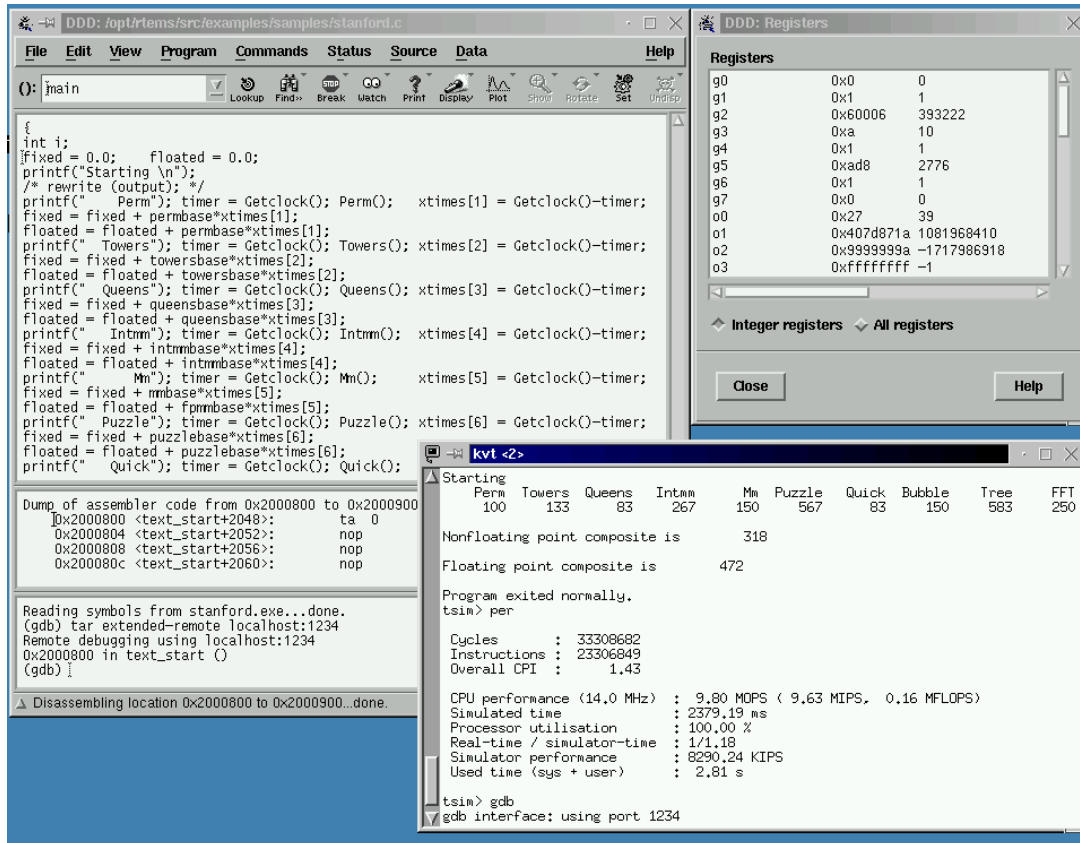 DDD: /opt/rtems/src/examples/samples/stanford.c
File Edit View Program Commands Status Source Data Help
(): main
Lookup Find» Break Watch Print Display Plot Show Rotate Set Undisp
{
int i;
fixed = 0.0;    floated = 0.0;
printf("Starting \n");
/* rewrite (output); */
printf("    Perm"); timer = Getclock(); Perm();   xtimes[1] = Getclock()-timer;
fixed = fixed + permbase*xtimes[1];
floated = floated + permbase*xtimes[1];
printf("  Towers"); timer = Getclock(); Towers(); xtimes[2] = Getclock()-timer;
fixed = fixed + towersbase*xtimes[2];
floated = floated + towersbase*xtimes[2];
printf("  Queens"); timer = Getclock(); Queens(); xtimes[3] = Getclock()-timer;
fixed = fixed + queensbase*xtimes[3];
floated = floated + queensbase*xtimes[3];
printf("   Intmm"); timer = Getclock(); Intmm();  xtimes[4] = Getclock()-timer;
fixed = fixed + intmmbase*xtimes[4];
floated = floated + intmmbase*xtimes[4];
printf("      Mm"); timer = Getclock(); Mm();     xtimes[5] = Getclock()-timer;
fixed = fixed + mmbase*xtimes[5];
floated = floated + fpmmbase*xtimes[5];
printf("  Puzzle"); timer = Getclock(); Puzzle(); xtimes[6] = Getclock()-timer;
fixed = fixed + puzzlebase*xtimes[6];
floated = floated + puzzlebase*xtimes[6];
printf("   Quick"); timer = Getclock(); Quick();
Dump of assembler code from 0x2000800 to 0x2000900
0x2000800 <text_start+2048>:    ta  0
0x2000804 <text_start+2052>:    nop
0x2000808 <text_start+2056>:    nop
0x200080c <text_start+2060>:    nop
Reading symbols from stanford.exe...done.
(gdb) tar extended-remote localhost:1234
Remote debugging using localhost:1234
0x2000800 in text_start ()
(gdb)
Disassembling location 0x2000800 to 0x2000900...done.
DDD: Registers
Registers
g0 0x0 0
g1 0x1 1
g2 0x60006 393222
g3 0xa 10
g4 0x1 1
g5 0xad8 2776
g6 0x1 1
g7 0x0 0
o0 0x27 39
o1 0x407d871a 1081968410
o2 0x9999999a -1717986918
o3 0xffffffff -1
Integer registers All registers
Close Help
kvt <2>
Starting
Perm Towers Queens Intmm Mm Puzzle Quick Bubble Tree FFT
100 133 83 267 150 567 83 150 583 250
Nonfloating point composite is 318
Floating point composite is 472
Program exited normally.
tsim> per
Cycles : 33308682
Instructions : 23306849
Overall CPI : 1.43
CPU performance (14.0 MHz) : 9.80 MOPS ( 9.63 MIPS, 0.16 MFLOPS)
Simulated time : 2379.19 ms
Processor utilisation : 100.00 %
Real-time / simulator-time : 1/1.18
Simulator performance : 8290.24 KIPS
Used time (sys + user) : 2.81 s
tsim> gdb
gdb interface: using port 1234